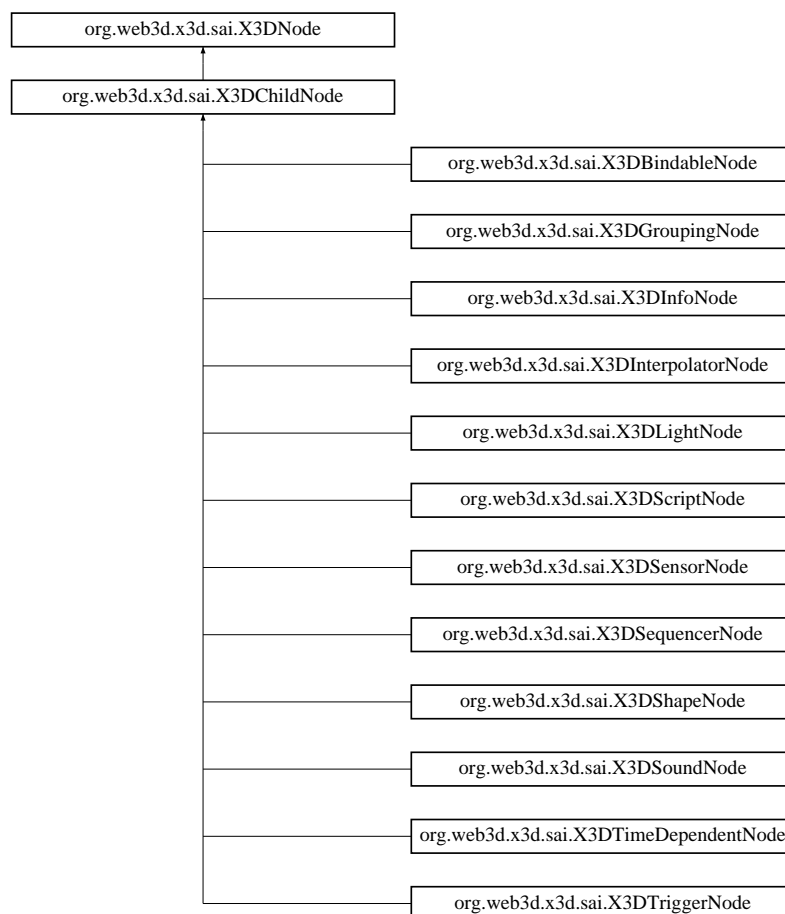 org.web3d.x3d.sai.X3DNode
org.web3d.x3d.sai.X3DChildNode
org.web3d.x3d.sai.X3DBindableNode
org.web3d.x3d.sai.X3DGroupingNode
org.web3d.x3d.sai.X3DInfoNode
org.web3d.x3d.sai.X3DInterpolatorNode
org.web3d.x3d.sai.X3DLightNode
org.web3d.x3d.sai.X3DScriptNode
org.web3d.x3d.sai.X3DSensorNode
org.web3d.x3d.sai.X3DSequencerNode
org.web3d.x3d.sai.X3DShapeNode
org.web3d.x3d.sai.X3DSoundNode
org.web3d.x3d.sai.X3DTimeDependentNode
org.web3d.x3d.sai.X3DTriggerNode